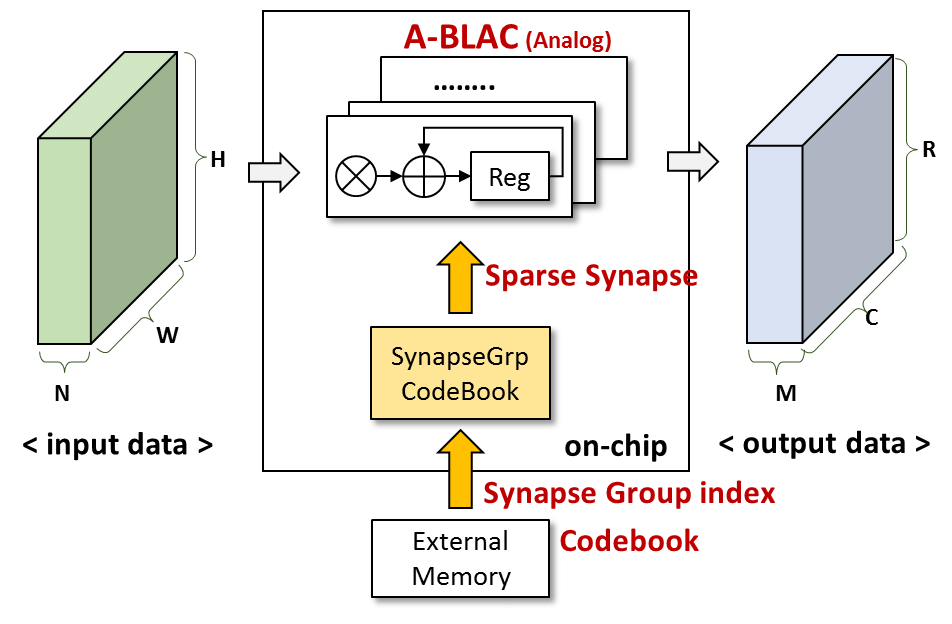 A-BLAC (Analog)
........
Reg
H
W
N
< input data >
R
C
M
< output data >
Sparse Synapse
SynapseGrp
CodeBook
on-chip
Synapse Group index
Codebook
External
Memory